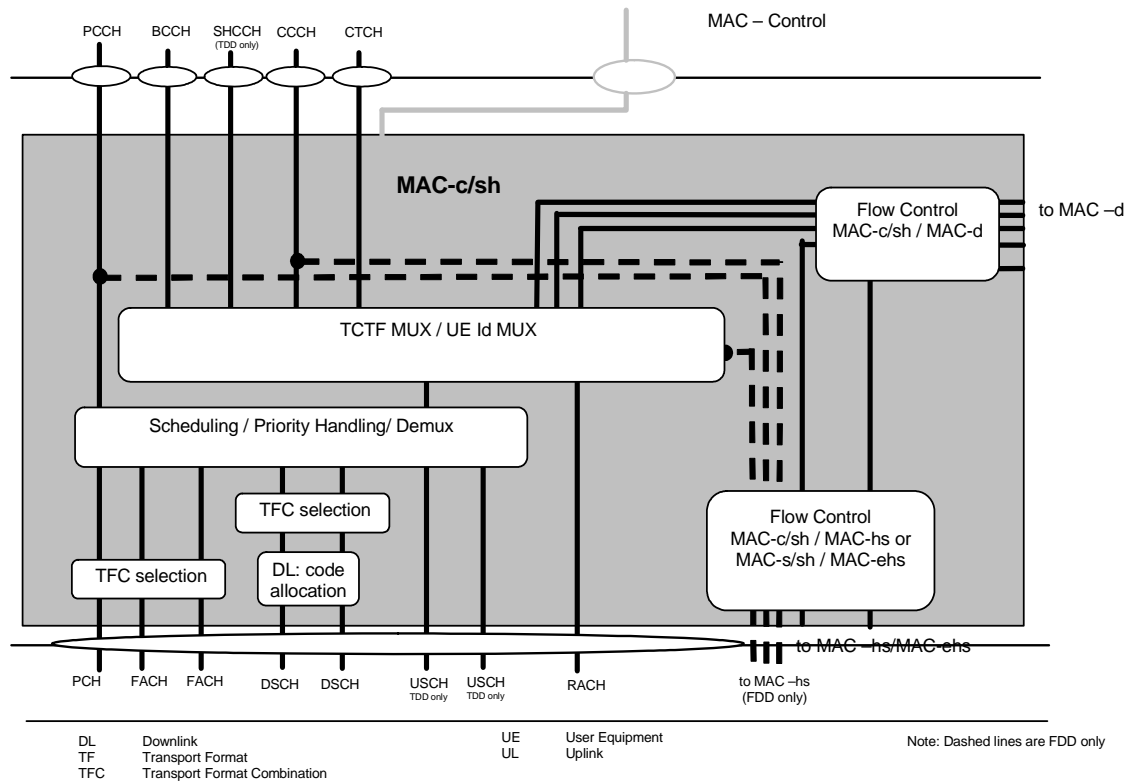 MAC – Control
PCCH
BCCH
SHCCH
(TDD only)
CCCH
CTCH
MAC-c/sh
Flow Control
MAC-c/sh / MAC-d
to MAC –d
TCTF MUX / UE Id MUX
Scheduling / Priority Handling/ Demux
TFC selection
TFC selection
DL: code
allocation
Flow Control
MAC-c/sh / MAC-hs or
MAC-s/sh / MAC-ehs
to MAC –hs/MAC-ehs
PCH
FACH
FACH
DSCH
DSCH
USCH
TDD only
USCH
TDD only
RACH
to MAC –hs
(FDD only)
DL Downlink
TF Transport Format
TFC Transport Format Combination
UE User Equipment
UL Uplink
Note: Dashed lines are FDD only